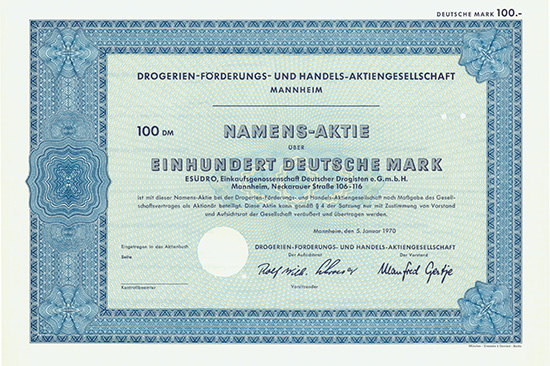 DEUTSCHE MARK 100.-
DROGERIEN-FÖRDERUNGS- UND HANDELS-AKTIENGESELLSCHAFT
MANNHEIM
100 DM
NAMENS-AKTIE
ÜBER
EINHUNDERT DEUTSCHE MARK
ESÜDRO, Einkaufsgenossenschaft Deutscher Drogisten e.G.m.b.H.
Mannheim, Neckarauer Straße 106-116
ist mit dieser Namens-Aktie bei der Drogerien-Förderungs- und Handels-Aktiengesellschaft nach Maßgabe des Gesell-
schaftsvertrages als Aktionär beteiligt. Diese Aktie kann gemäß § 4 der Satzung nur mit Zustimmung von Vorstand
und Aufsichtsrat der Gesellschaft veräußert und übertragen werden.
Mannheim, den 5. Januar 1970
Eingetragen in das Aktienbuch
DROGERIEN-FÖRDERUNGS- UND HANDELS-AKTIENGESELLSCHAFT
Seite
Der Aufsichtsrat
Der Vorstand
Kontrollbeamter
Vorsitzender